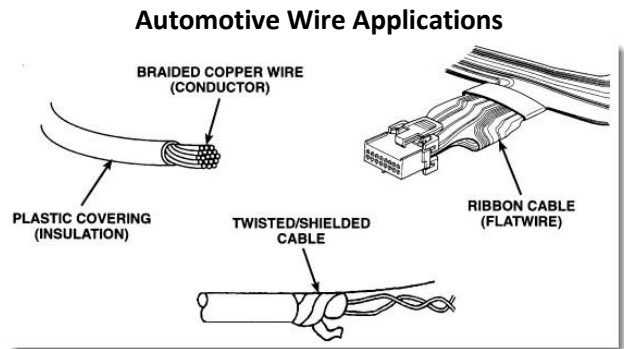 Automotive Wire Applications
BRAIDED COPPER WIRE
(CONDUCTOR)
PLASTIC COVERING
(INSULATION)
TWISTED/SHIELDED
CABLE
RIBBON CABLE
(FLATWIRE)